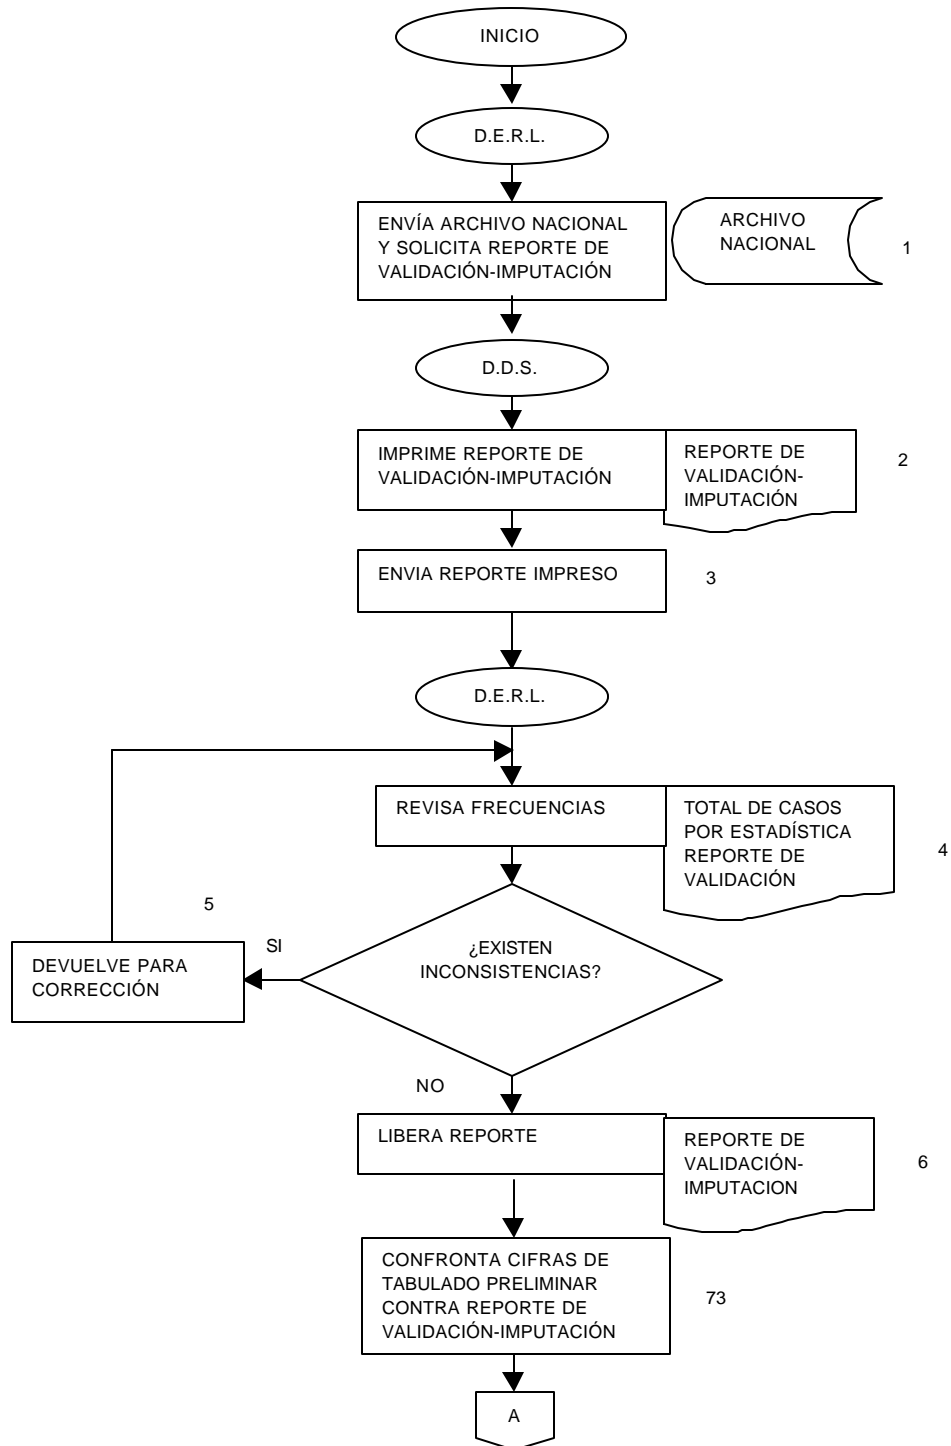 INICIO
D.E.R.L.
ENVÍA ARCHIVO NACIONAL
Y SOLICITA REPORTE DE
VALIDACIÓN-IMPUTACIÓN
ARCHIVO
NACIONAL
1
D.D.S.
IMPRIME REPORTE DE
VALIDACIÓN-IMPUTACIÓN
REPORTE DE
VALIDACIÓN-
IMPUTACIÓN
2
ENVIA REPORTE IMPRESO
3
D.E.R.L.
REVISA FRECUENCIAS
TOTAL DE CASOS
POR ESTADÍSTICA
REPORTE DE
VALIDACIÓN
4
¿EXISTEN
INCONSISTENCIAS?
SI
5
DEVUELVE PARA
CORRECCIÓN
NO
LIBERA REPORTE
REPORTE DE
VALIDACIÓN-
IMPUTACION
6
CONFRONTA CIFRAS DE
TABULADO PRELIMINAR
CONTRA REPORTE DE
VALIDACIÓN-IMPUTACIÓN
73
A